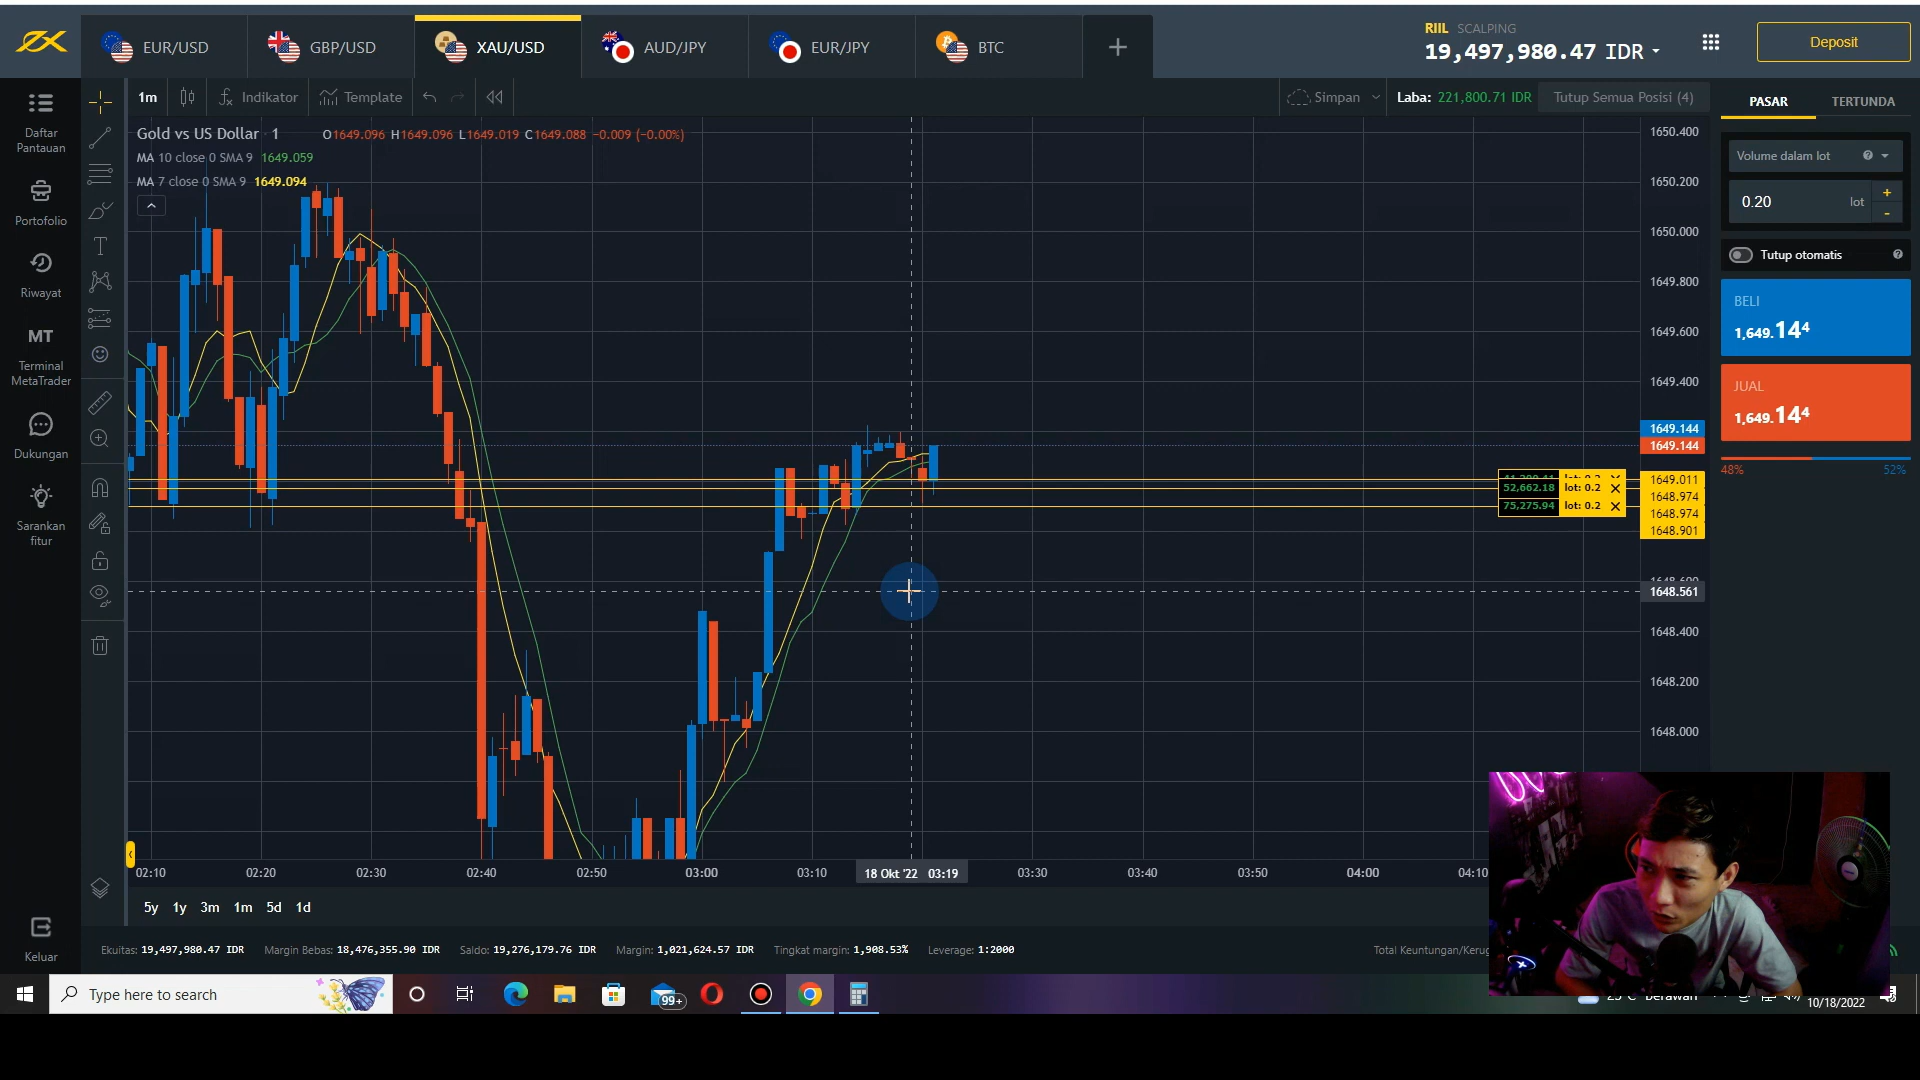 EUR/USD
GBP/USD
XAU/USD
AUD/JPY
EUR/JPY
BTC
RIIL SCALPING
19,497,980.47 IDR
Deposit
Daftar
Pantauan
Portofolio
Riwayat
MT
Terminal
MetaTrader
Dukungan
Sarankan
fitur
Keluar
1m
Indikator
Template
Simpan
Laba: 221,800.71 IDR
Tutup Semua Posisi (4)
Gold vs US Dollar · 1 O1649.096 H1649.096 L1649.019 C1649.088 −0.009 (−0.00%)
MA 10 close 0 SMA 9 1649.059
MA 7 close 0 SMA 9 1649.094
1650.400
1650.200
1650.000
1649.800
1649.600
1649.400
1649.144
1649.144
1649.011
1648.974
1648.974
1648.901
1648.561
1648.400
1648.200
1648.000
52,662.18 lot: 0.2
75,275.94 lot: 0.2
PASAR
TERTUNDA
Volume dalam lot
0.20 lot
+
-
Tutup otomatis
BELI
1,649.144
JUAL
1,649.144
48% 52%
02:10 02:20 02:30 02:40 02:50 03:00 03:10 18 Okt '22 03:19 03:30 03:40 03:50 04:00 04:10
5y 1y 3m 1m 5d 1d
Ekuitas: 19,497,980.47 IDR Margin Bebas: 18,476,355.90 IDR Saldo: 19,276,179.76 IDR Margin: 1,021,624.57 IDR Tingkat margin: 1,908.53% Leverage: 1:2000
Total Keuntungan/Kerug
Type here to search
99+
10/18/2022